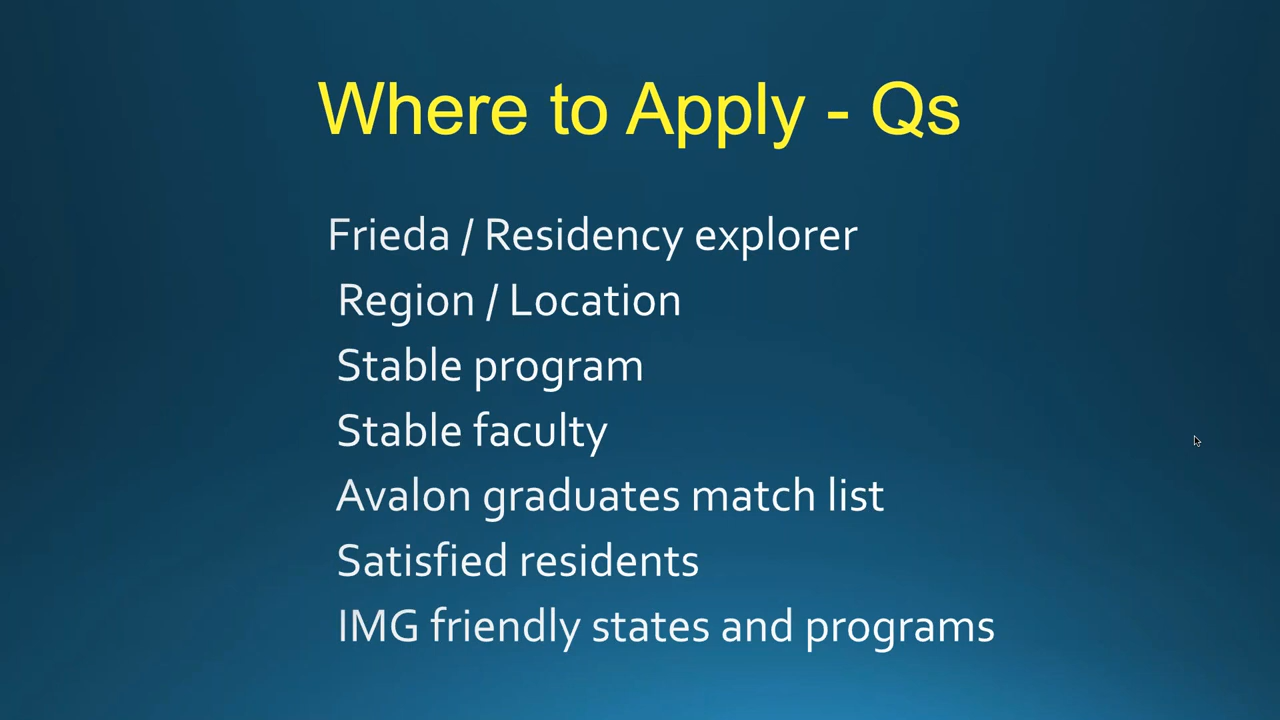 Where to Apply - Qs
Frieda / Residency explorer
Region / Location
Stable program
Stable faculty
Avalon graduates match list
Satisfied residents
IMG friendly states and programs